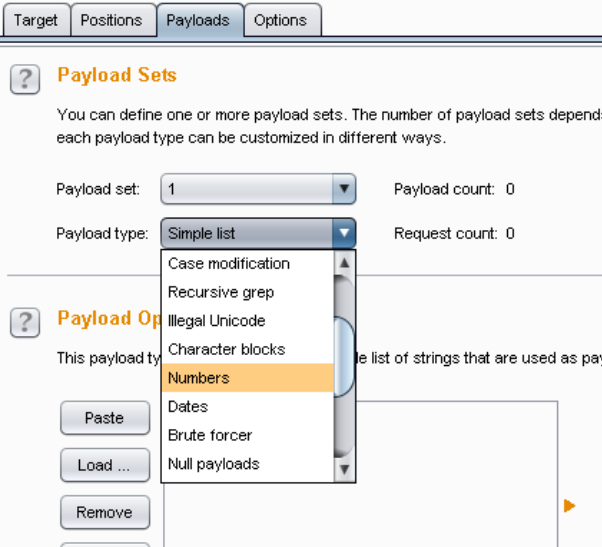 Target Positions Payloads Options
? Payload Sets
You can define one or more payload sets. The number of payload sets depends
each payload type can be customized in different ways.
Payload set: 1 Payload count: 0
Payload type: Simple list Request count: 0
Case modification
Recursive grep
? Payload Op
Illegal Unicode
Character blocks
This payload ty le list of strings that are used as pay
Numbers
Dates
Paste
Brute forcer
Load ...
Null payloads
Remove